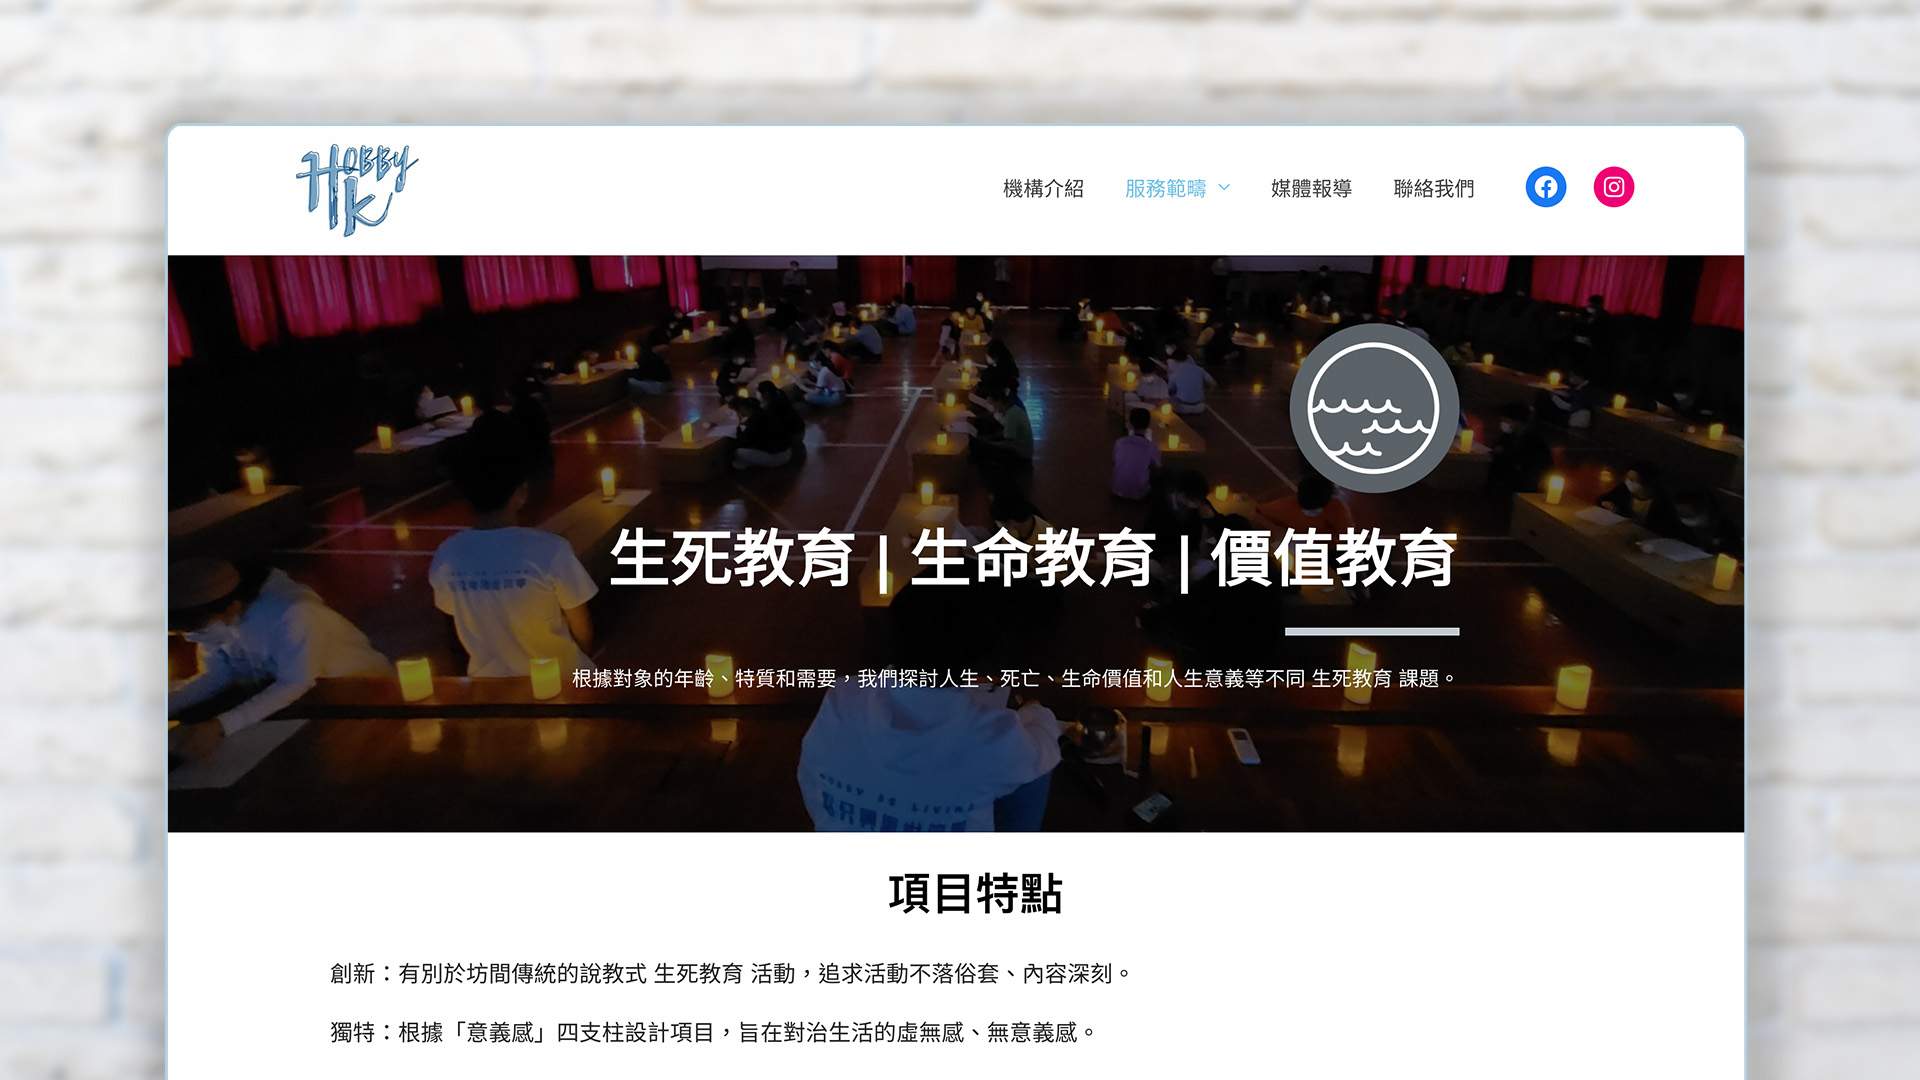 HOBBY
HK
機構介紹
服務範疇
媒體報導
聯絡我們
生死教育 | 生命教育 | 價值教育
根據對象的年齡、特質和需要，我們探討人生、死亡、生命價值和人生意義等不同 生死教育 課題。
項目特點
創新：有別於坊間傳統的說教式 生死教育 活動，追求活動不落俗套、內容深刻。
獨特：根據「意義感」四支柱設計項目，旨在對治生活的虛無感、無意義感。